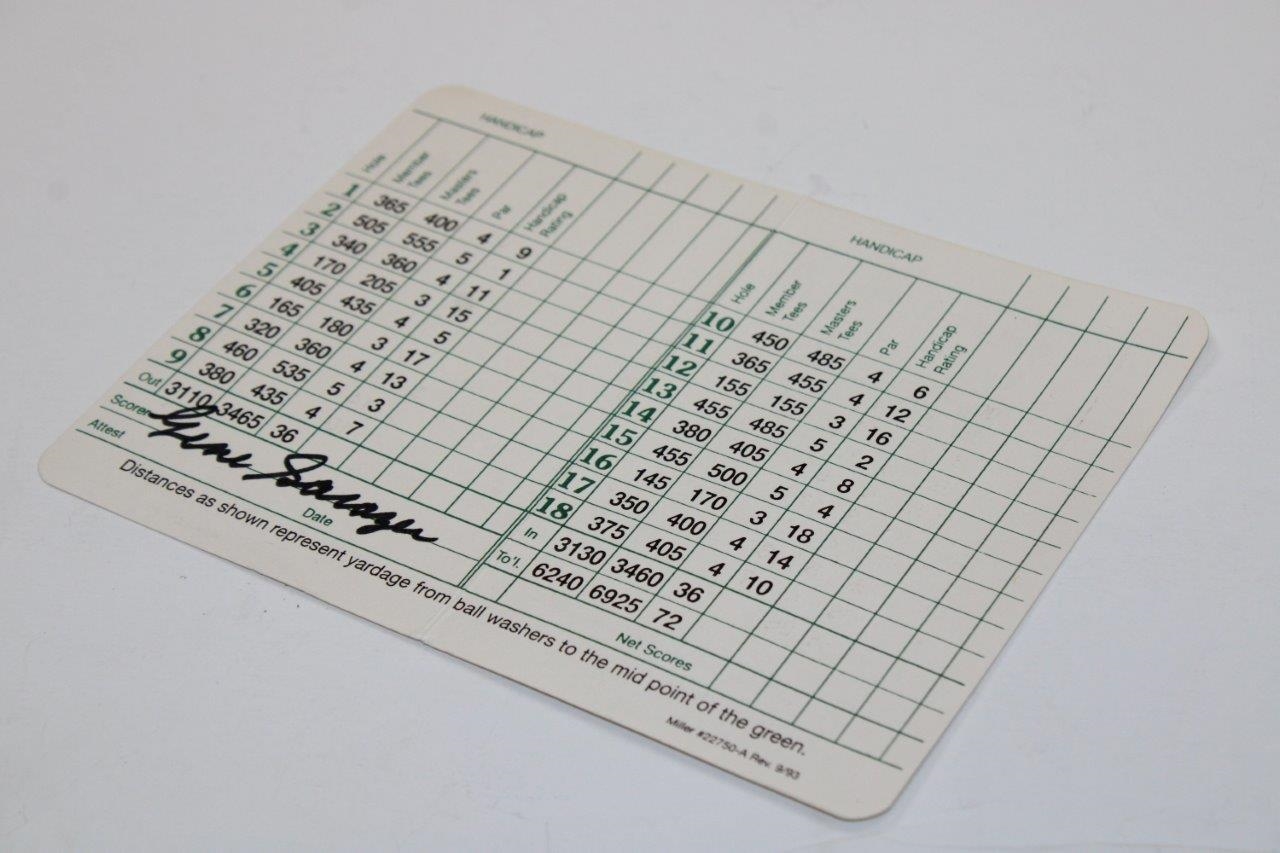 HANDICAP
Hole Member Tees Masters Tees Par Handicap Rating
1 365 400 4 9
2 505 555 5 1
3 340 360 4 11
4 170 205 3 15
5 405 435 4 5
6 165 180 3 17
7 320 360 4 13
8 460 535 5 3
9 380 435 4 7
Out 3110 3465 36
Scorer Gene Sarazen
Attest
Date
HANDICAP
Hole Member Tees Masters Tees Par Handicap Rating
10 450 485 4 6
11 365 455 4 12
12 155 155 3 16
13 455 485 5 2
14 380 405 4 8
15 455 500 5 4
16 145 170 3 18
17 350 400 4 14
18 375 405 4 10
In 3130 3460 36
To'l. 6240 6925 72
Net Scores
Distances as shown represent yardage from ball washers to the mid point of the green.
Miller #22750-A Rev. 9/93